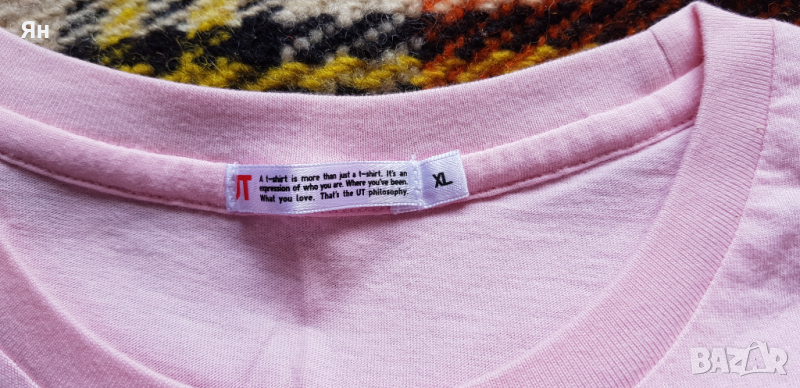 Ян
UT
A t-shirt is more than just a t-shirt. It's an
expression of who you are. Where you've been.
What you love. That's the UT philosophy.
XL
BAZAR